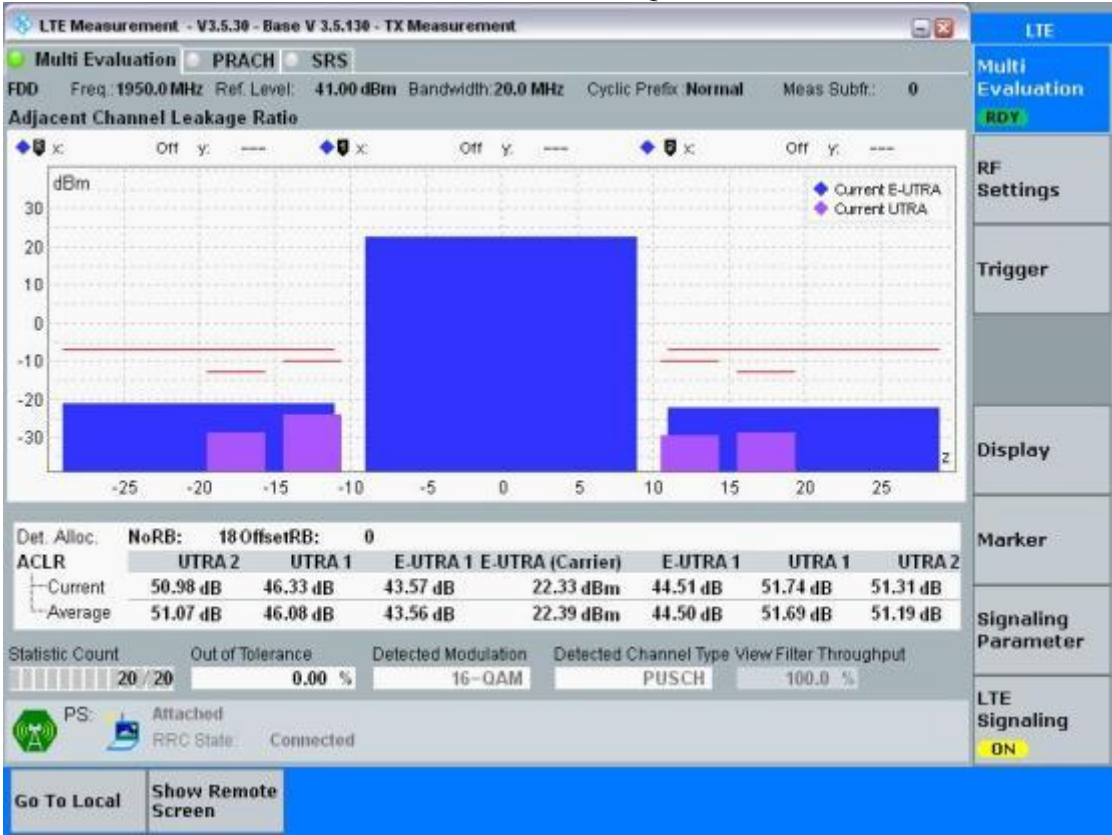 LTE Measurement - V3.5.30 - Base V 3.5.130 - TX Measurement
LTE
Multi Evaluation PRACH SRS
Multi
Evaluation
RDY
FDD Freq.: 1950.0 MHz Ref. Level: 41.00 dBm Bandwidth: 20.0 MHz Cyclic Prefix: Normal Meas Subfr.: 0
Adjacent Channel Leakage Ratio
x: Off y: --- x: Off y: --- x: Off y: ---
dBm
Current E-UTRA
Current UTRA
RF
Settings
30
20
10
0
-10
-20
-30
z
-25 -20 -15 -10 -5 0 5 10 15 20 25
Trigger
Display
Marker
Signaling
Parameter
LTE
Signaling
ON
Det. Alloc. NoRB: 18 OffsetRB: 0
ACLR UTRA 2 UTRA 1 E-UTRA 1 E-UTRA (Carrier) E-UTRA 1 UTRA 1 UTRA 2
Current 50.98 dB 46.33 dB 43.57 dB 22.33 dBm 44.51 dB 51.74 dB 51.31 dB
Average 51.07 dB 46.08 dB 43.56 dB 22.39 dBm 44.50 dB 51.69 dB 51.19 dB
Statistic Count Out of Tolerance Detected Modulation Detected Channel Type View Filter Throughput
20 / 20 0.00 % 16-QAM PUSCH 100.0 %
PS: Attached
RRC State: Connected
Go To Local
Show Remote
Screen